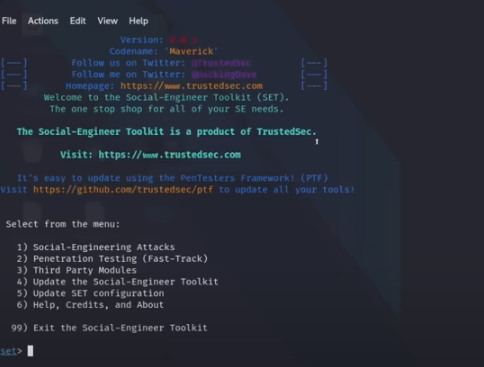 File Actions Edit View Help
Version:
Codename: 'Maverick'
[---] Follow us on Twitter: @TrustedSec [---]
[---] Follow me on Twitter: @HackingDave [---]
[---] Homepage: https://www.trustedsec.com [---]
Welcome to the Social-Engineer Toolkit (SET).
The one stop shop for all of your SE needs.
The Social-Engineer Toolkit is a product of TrustedSec.
Visit: https://www.trustedsec.com
It's easy to update using the PenTesters Framework! (PTF)
Visit https://github.com/trustedsec/ptf to update all your tools!
Select from the menu:
1) Social-Engineering Attacks
2) Penetration Testing (Fast-Track)
3) Third Party Modules
4) Update the Social-Engineer Toolkit
5) Update SET configuration
6) Help, Credits, and About
99) Exit the Social-Engineer Toolkit
set>